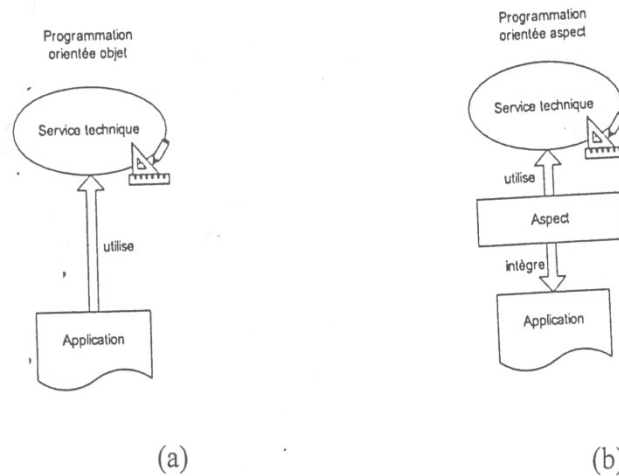 Programmation
orientée objet
Service technique
utilise
Application
(a)
Programmation
orientée aspect
Service technique
utilise
Aspect
intègre
Application
(b)